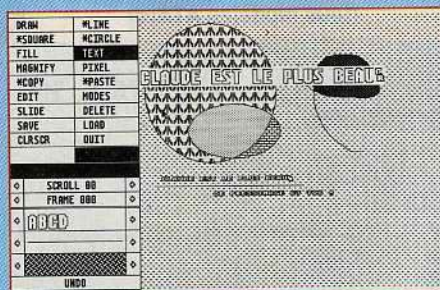 DRAW *LINE
*SQUARE *CIRCLE
FILL TEXT
MAGNIFY PIXEL
*COPY *PASTE
EDIT MODES
SLIDE DELETE
SAVE LOAD
CLRSCR QUIT
SCROLL 00
FRAME 000
ABCD
UNDO
CLAUDE EST LE PLUS BEAU